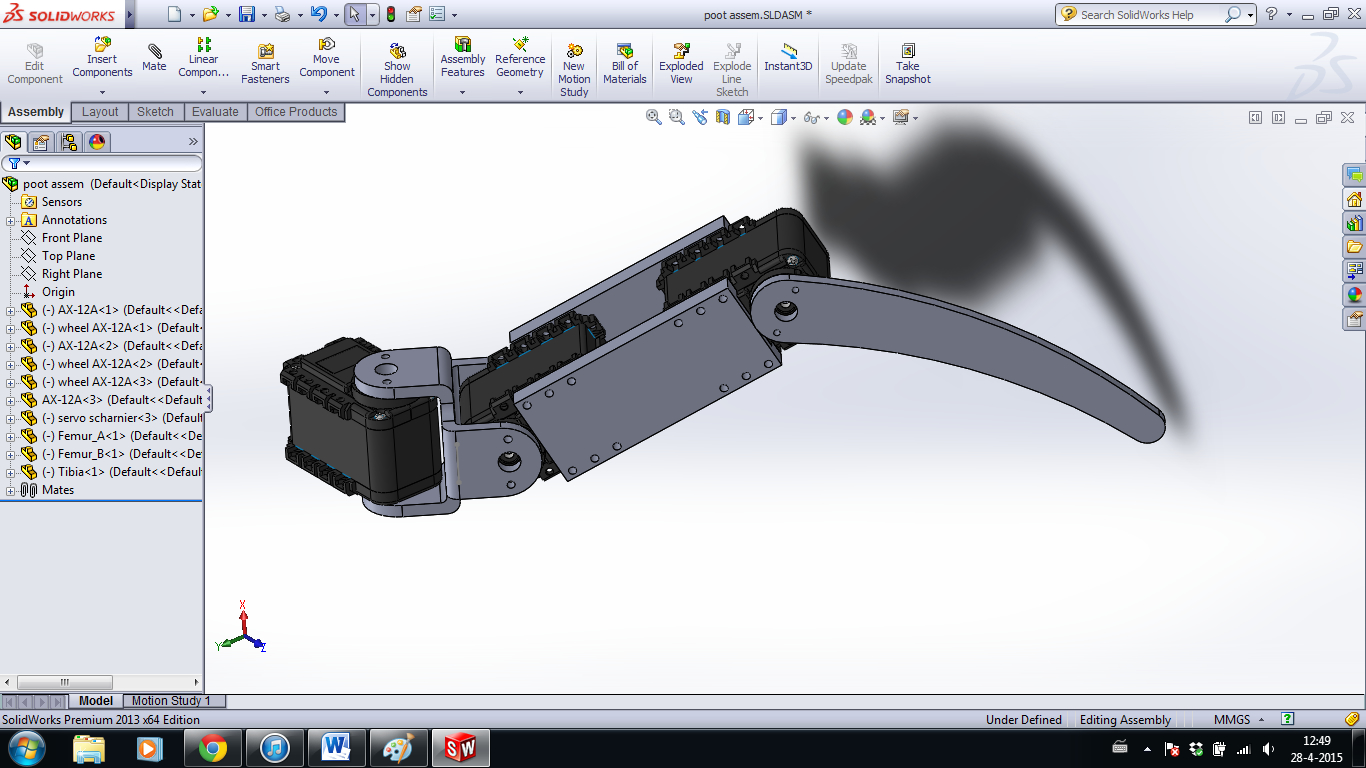 SOLIDWORKS
poot assem.SLDASM *
Search SolidWorks Help
Edit Component
Insert Components
Mate
Linear Compon...
Smart Fasteners
Move Component
Show Hidden Components
Assembly Features
Reference Geometry
New Motion Study
Bill of Materials
Exploded View
Explode Line Sketch
Instant3D
Update Speedpak
Take Snapshot
Assembly Layout Sketch Evaluate Office Products
poot assem (Default<Display Stat
Sensors
A Annotations
Front Plane
Top Plane
Right Plane
Origin
(-) AX-12A<1> (Default<<Defa
(-) wheel AX-12A<1> (Default<
(-) AX-12A<2> (Default<<Defa
(-) wheel AX-12A<2> (Default<
(-) wheel AX-12A<3> (Default<
AX-12A<3> (Default<<Default
(-) servo scharnier<3> (Default
(-) Femur_A<1> (Default<<De
(-) Femur_B<1> (Default<<De
(-) Tibia<1> (Default<<Defaul
Mates
X
Y
Z
Model Motion Study 1
SolidWorks Premium 2013 x64 Edition
Under Defined Editing Assembly MMGS ?
W SW
12:49
28-4-2015